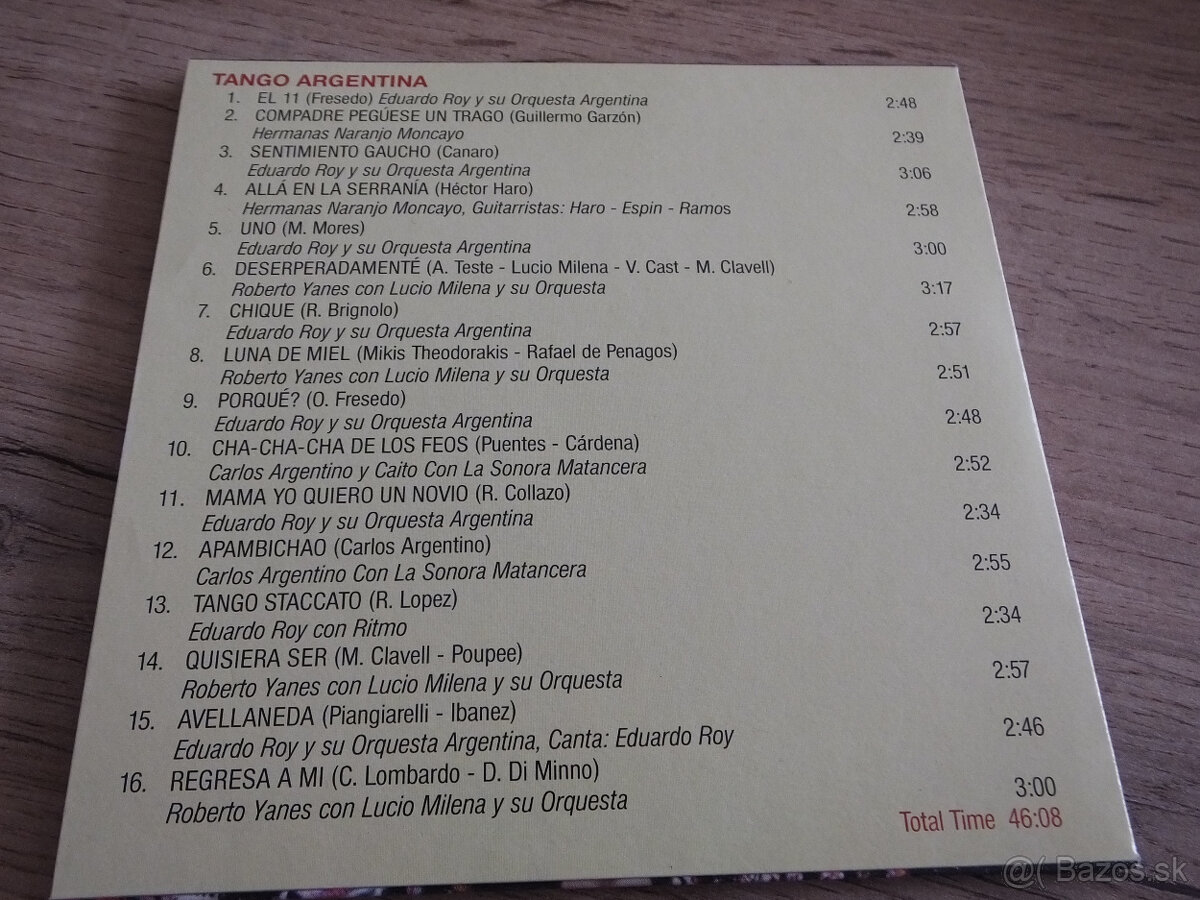 TANGO ARGENTINA
1. EL 11 (Fresedo) Eduardo Roy y su Orquesta Argentina 2:48
2. COMPADRE PEGÚESE UN TRAGO (Guillermo Garzón)
Hermanas Naranjo Moncayo 2:39
3. SENTIMIENTO GAUCHO (Canaro)
Eduardo Roy y su Orquesta Argentina 3:06
4. ALLÁ EN LA SERRANÍA (Héctor Haro)
Hermanas Naranjo Moncayo, Guitarristas: Haro - Espin - Ramos 2:58
5. UNO (M. Mores)
Eduardo Roy y su Orquesta Argentina 3:00
6. DESERPERADAMENTÉ (A. Teste - Lucio Milena - V. Cast - M. Clavell)
Roberto Yanes con Lucio Milena y su Orquesta 3:17
7. CHIQUE (R. Brignolo)
Eduardo Roy y su Orquesta Argentina 2:57
8. LUNA DE MIEL (Mikis Theodorakis - Rafael de Penagos)
Roberto Yanes con Lucio Milena y su Orquesta 2:51
9. PORQUÉ? (O. Fresedo)
Eduardo Roy y su Orquesta Argentina 2:48
10. CHA-CHA-CHA DE LOS FEOS (Puentes - Cárdena)
Carlos Argentino y Caito Con La Sonora Matancera 2:52
11. MAMA YO QUIERO UN NOVIO (R. Collazo)
Eduardo Roy y su Orquesta Argentina 2:34
12. APAMBICHAO (Carlos Argentino)
Carlos Argentino Con La Sonora Matancera 2:55
13. TANGO STACCATO (R. Lopez)
Eduardo Roy con Ritmo 2:34
14. QUISIERA SER (M. Clavell - Poupee)
Roberto Yanes con Lucio Milena y su Orquesta 2:57
15. AVELLANEDA (Piangiarelli - Ibanez)
Eduardo Roy y su Orquesta Argentina, Canta: Eduardo Roy 2:46
16. REGRESA A MI (C. Lombardo - D. Di Minno)
Roberto Yanes con Lucio Milena y su Orquesta 3:00
Total Time 46:08
@( Bazos.sk